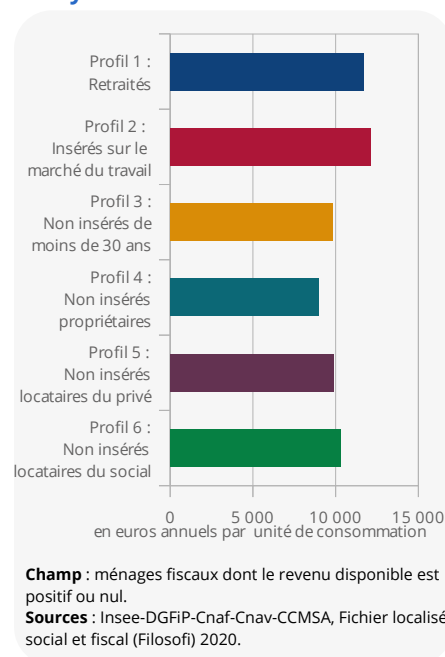 Profil 1 :
Retraités
Profil 2 :
Insérés sur le
marché du travail
Profil 3 :
Non insérés de
moins de 30 ans
Profil 4 :
Non insérés
propriétaires
Profil 5 :
Non insérés
locataires du privé
Profil 6 :
Non insérés
locataires du social
0 5 000 10 000 15 000
en euros annuels par unité de consommation
Champ : ménages fiscaux dont le revenu disponible est
positif ou nul.
Sources : Insee-DGFiP-Cnaf-Cnav-CCMSA, Fichier localisé
social et fiscal (Filosofi) 2020.